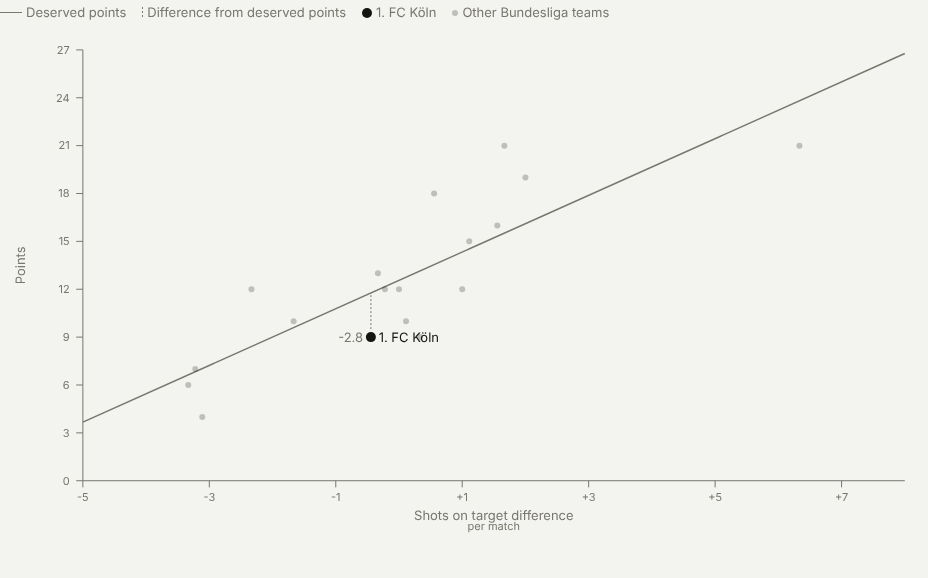 Deserved points Difference from deserved points 1. FC Köln Other Bundesliga teams
27
24
21
18
15
12
9
6
3
0
Points
-2.8 1. FC Köln
-5 -3 -1 +1 +3 +5 +7
Shots on target difference
per match